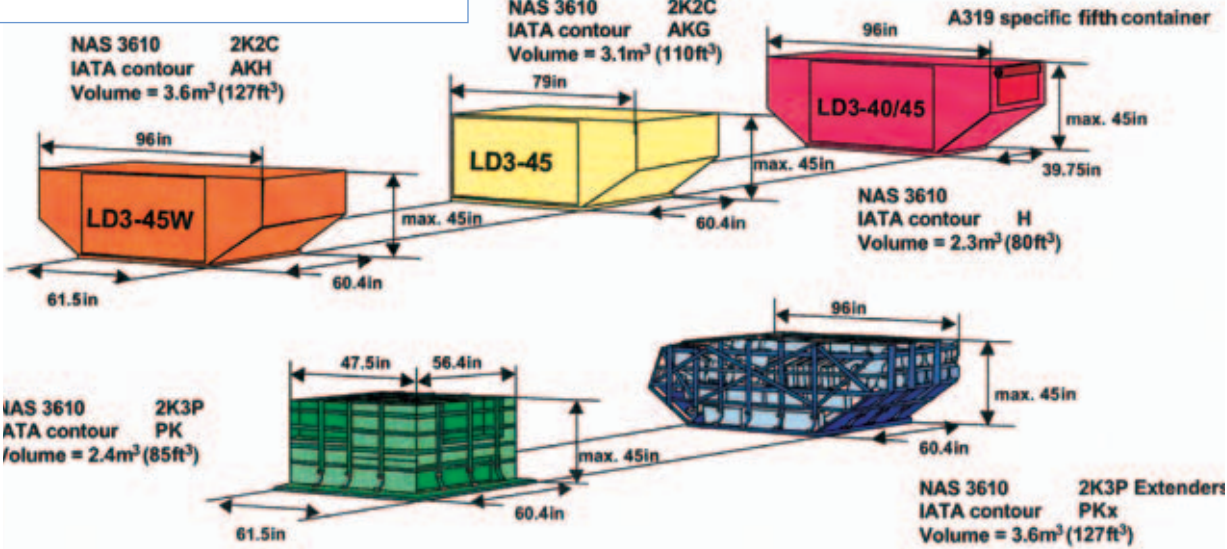 NAS 3610 2K2C
IATA contour AKH
Volume = 3.6m³ (127ft³)
96in
LD3-45W
max. 45in
60.4in
61.5in
NAS 3610 2K2C
IATA contour AKG
Volume = 3.1m³ (110ft³)
79in
LD3-45
max. 45in
60.4in
A319 specific fifth container
96in
LD3-40/45
max. 45in
39.75in
NAS 3610
IATA contour H
Volume = 2.3m³ (80ft³)
NAS 3610 2K3P
IATA contour PK
Volume = 2.4m³ (85ft³)
47.5in 56.4in
max. 45in
60.4in
61.5in
96in
max. 45in
60.4in
NAS 3610 2K3P Extenders
IATA contour PKx
Volume = 3.6m³ (127ft³)